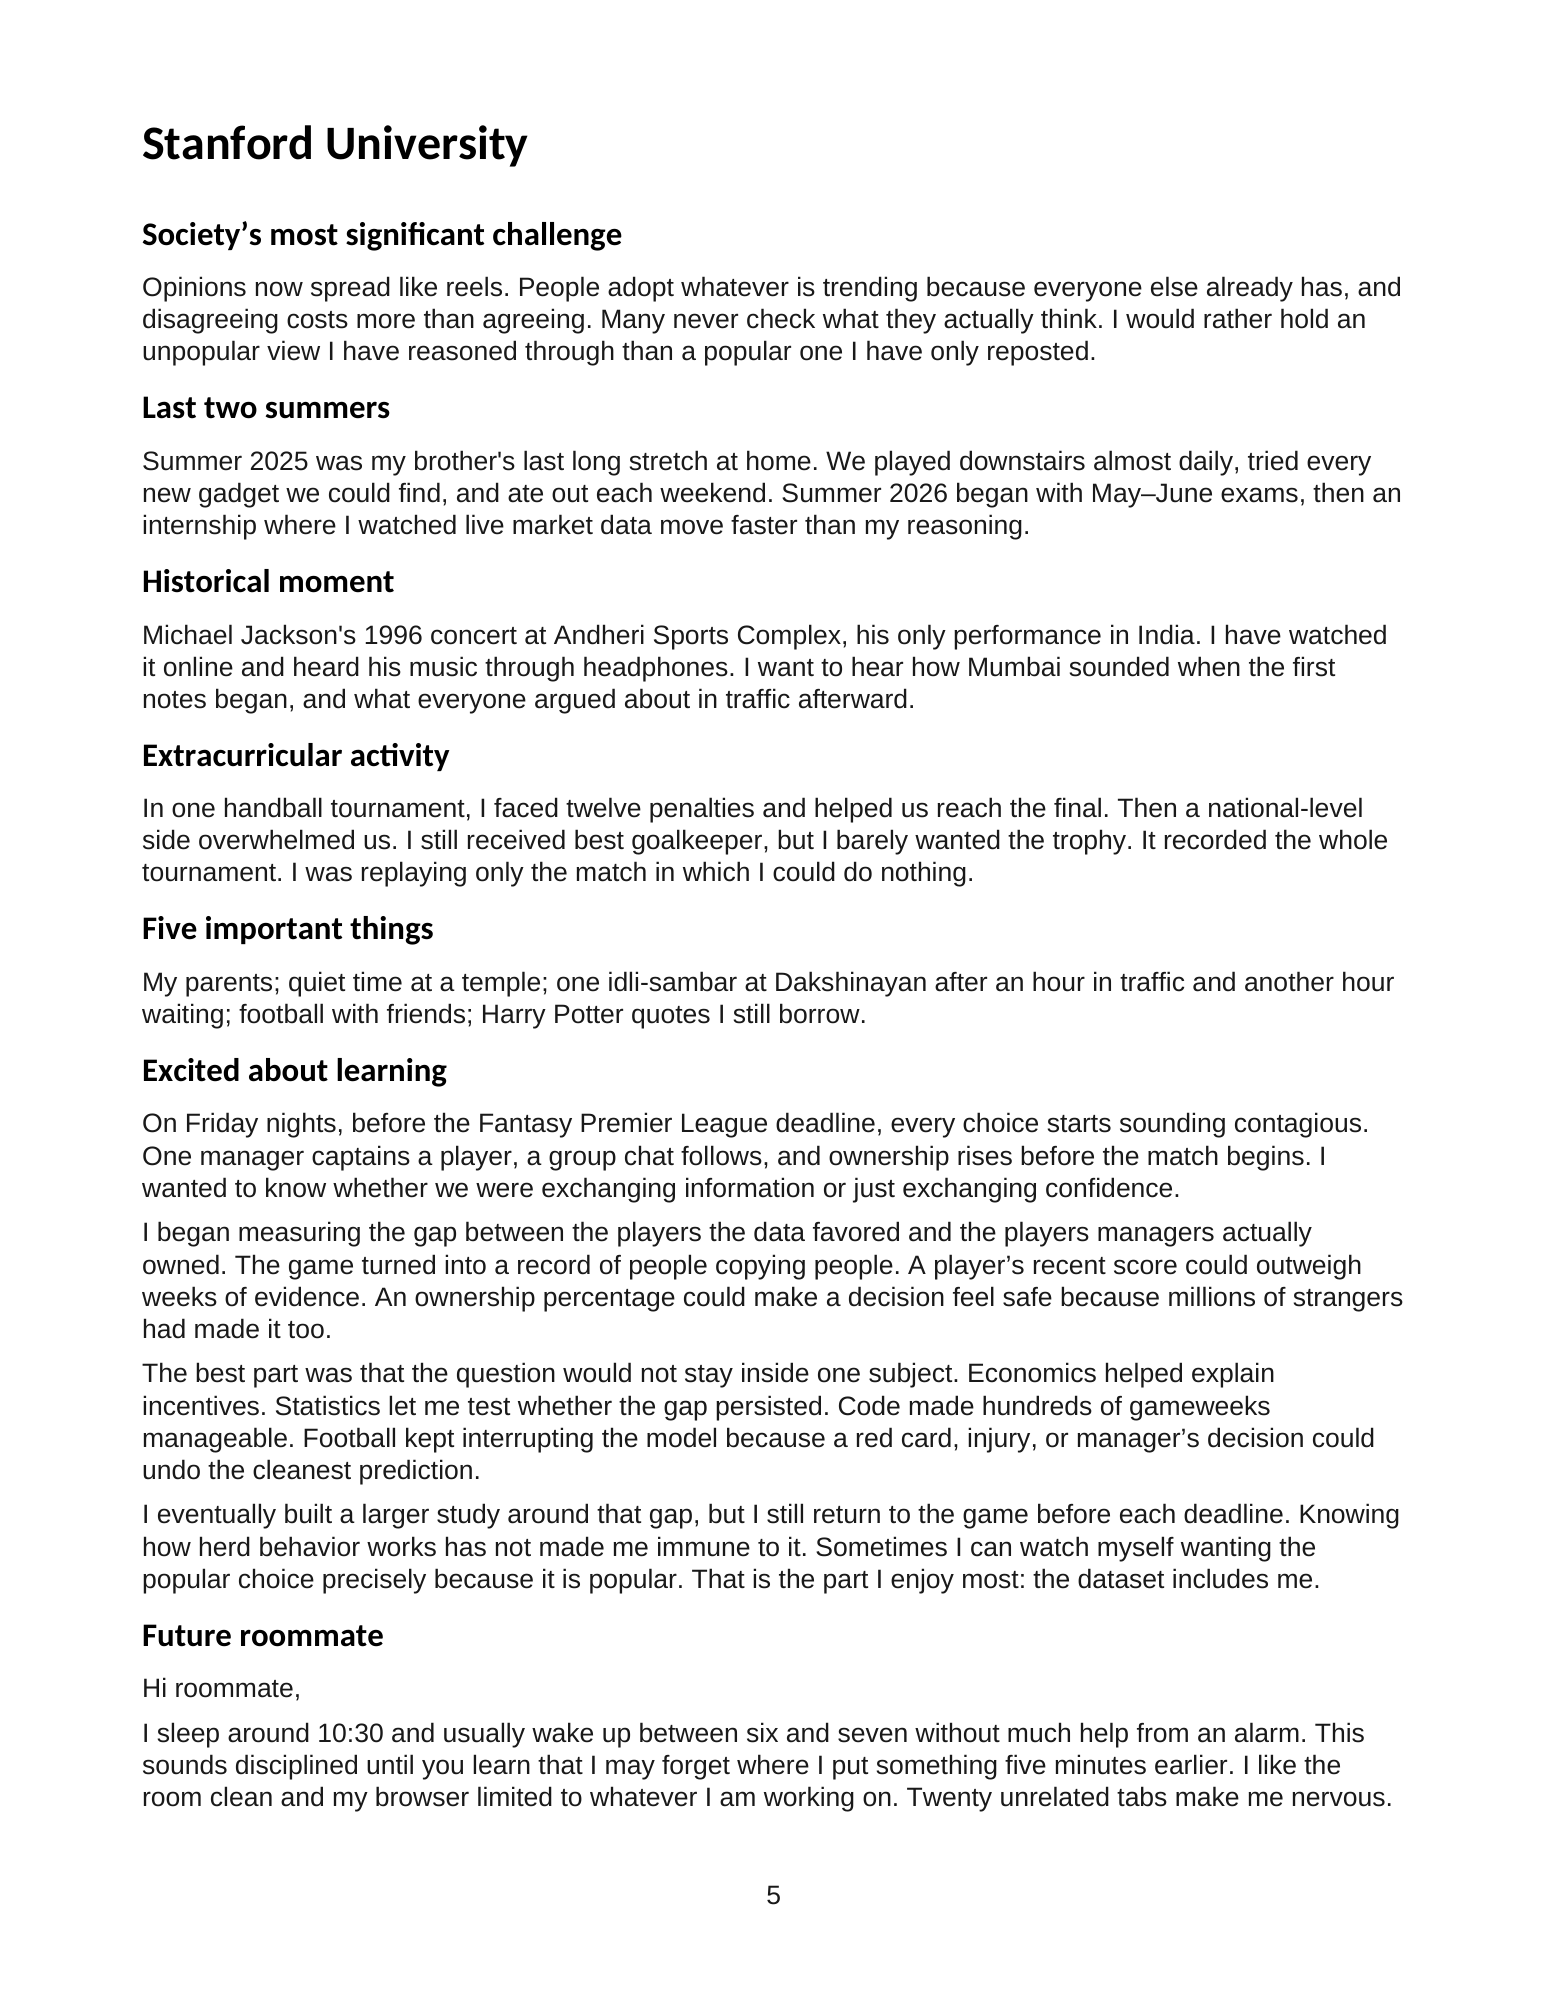 Stanford University
Society’s most significant challenge
Opinions now spread like reels. People adopt whatever is trending because everyone else already has, and
disagreeing costs more than agreeing. Many never check what they actually think. I would rather hold an
unpopular view I have reasoned through than a popular one I have only reposted.
Last two summers
Summer 2025 was my brother's last long stretch at home. We played downstairs almost daily, tried every
new gadget we could find, and ate out each weekend. Summer 2026 began with May–June exams, then an
internship where I watched live market data move faster than my reasoning.
Historical moment
Michael Jackson's 1996 concert at Andheri Sports Complex, his only performance in India. I have watched
it online and heard his music through headphones. I want to hear how Mumbai sounded when the first
notes began, and what everyone argued about in traffic afterward.
Extracurricular activity
In one handball tournament, I faced twelve penalties and helped us reach the final. Then a national-level
side overwhelmed us. I still received best goalkeeper, but I barely wanted the trophy. It recorded the whole
tournament. I was replaying only the match in which I could do nothing.
Five important things
My parents; quiet time at a temple; one idli-sambar at Dakshinayan after an hour in traffic and another hour
waiting; football with friends; Harry Potter quotes I still borrow.
Excited about learning
On Friday nights, before the Fantasy Premier League deadline, every choice starts sounding contagious.
One manager captains a player, a group chat follows, and ownership rises before the match begins. I
wanted to know whether we were exchanging information or just exchanging confidence.
I began measuring the gap between the players the data favored and the players managers actually
owned. The game turned into a record of people copying people. A player’s recent score could outweigh
weeks of evidence. An ownership percentage could make a decision feel safe because millions of strangers
had made it too.
The best part was that the question would not stay inside one subject. Economics helped explain
incentives. Statistics let me test whether the gap persisted. Code made hundreds of gameweeks
manageable. Football kept interrupting the model because a red card, injury, or manager’s decision could
undo the cleanest prediction.
I eventually built a larger study around that gap, but I still return to the game before each deadline. Knowing
how herd behavior works has not made me immune to it. Sometimes I can watch myself wanting the
popular choice precisely because it is popular. That is the part I enjoy most: the dataset includes me.
Future roommate
Hi roommate,
I sleep around 10:30 and usually wake up between six and seven without much help from an alarm. This
sounds disciplined until you learn that I may forget where I put something five minutes earlier. I like the
room clean and my browser limited to whatever I am working on. Twenty unrelated tabs make me nervous.
5